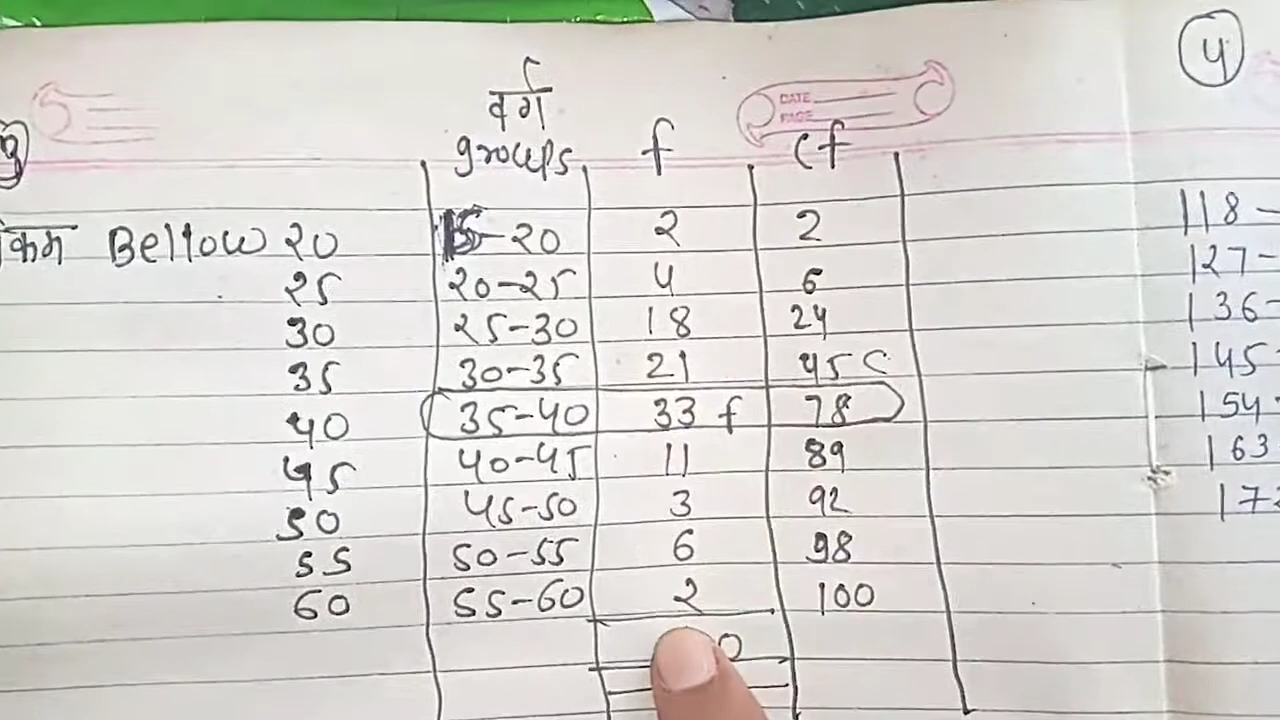 4
वर्ग
DATE
PAGE
groups f cf
कम Bellow 20 15-20 2 2
25 20-25 4 6
30 25-30 18 24
35 30-35 21 45 C
40 35-40 33 f 78
45 40-45 11 89
50 45-50 3 92
55 50-55 6 98
60 55-60 2 100
0
118-
127-
136-
145-
154-
163
17